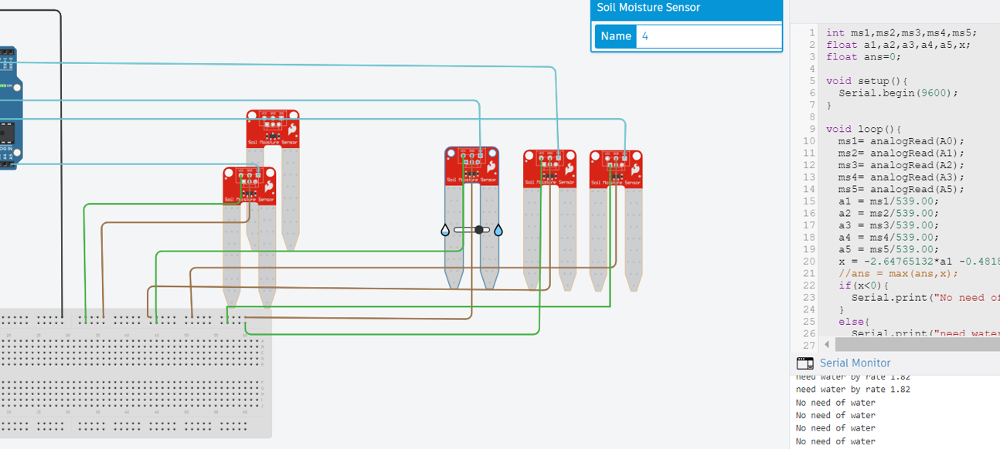 Soil Moisture Sensor
Name 4
Soil Moisture Sensor
Soil Moisture Sensor
Soil Moisture Sensor
Soil Moisture Sensor
Soil Moisture Sensor
1 int ms1,ms2,ms3,ms4,ms5;
2 float a1,a2,a3,a4,a5,x;
3 float ans=0;
4
5 void setup(){
6 Serial.begin(9600);
7 }
8
9 void loop(){
10 ms1= analogRead(A0);
11 ms2= analogRead(A1);
12 ms3= analogRead(A2);
13 ms4= analogRead(A3);
14 ms5= analogRead(A5);
15 a1 = ms1/539.00;
16 a2 = ms2/539.00;
17 a3 = ms3/539.00;
18 a4 = ms4/539.00;
19 a5 = ms5/539.00;
20 x = -2.64765132*a1 -0.4818
21 //ans = max(ans,x);
22 if(x<0){
23 Serial.print("No need of
24 }
25 else{
26 Serial.print("need water
27
Serial Monitor
need water by rate 1.82
need water by rate 1.82
No need of water
No need of water
No need of water
No need of water